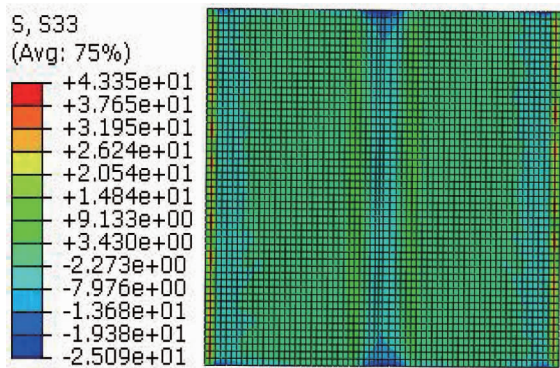 S, S33
(Avg: 75%)
+4.335e+01
+3.765e+01
+3.195e+01
+2.624e+01
+2.054e+01
+1.484e+01
+9.133e+00
+3.430e+00
-2.273e+00
-7.976e+00
-1.368e+01
-1.938e+01
-2.509e+01